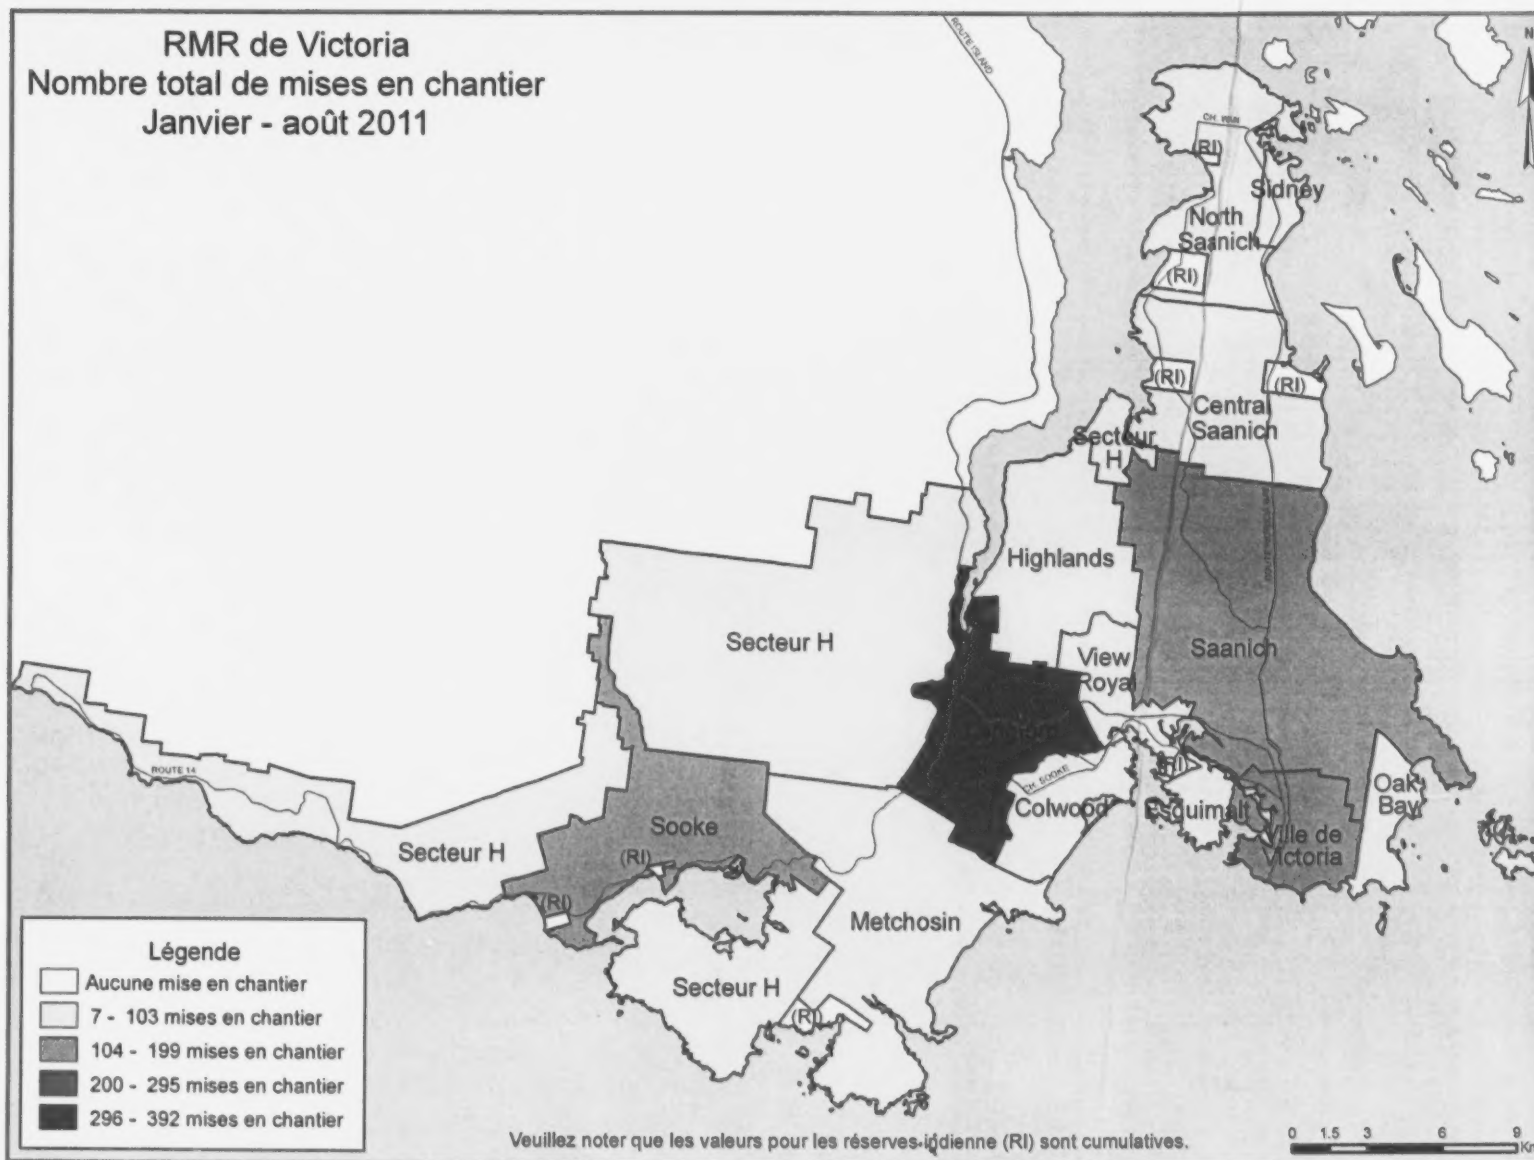 RMR de Victoria
Nombre total de mises en chantier
Janvier - août 2011
ROUTE ISLAND
N
CH. WAIN
(RI)
Sidney
North
Saanich
(RI)
(RI)
(RI)
Central
Saanich
Secteur
H
Highlands
Secteur H
View
Royal
Saanich
ROUTE 14
CH. SOOKE
(RI)
Colwood
Esquimalt
Oak
Bay
Sooke
Secteur H
Ville de
Victoria
(RI)
(RI)
Metchosin
Secteur H
(RI)
Légende
Aucune mise en chantier
7 - 103 mises en chantier
104 - 199 mises en chantier
200 - 295 mises en chantier
296 - 392 mises en chantier
Veuillez noter que les valeurs pour les réserves indienne (RI) sont cumulatives.
0 1.5 3 6 9
Km